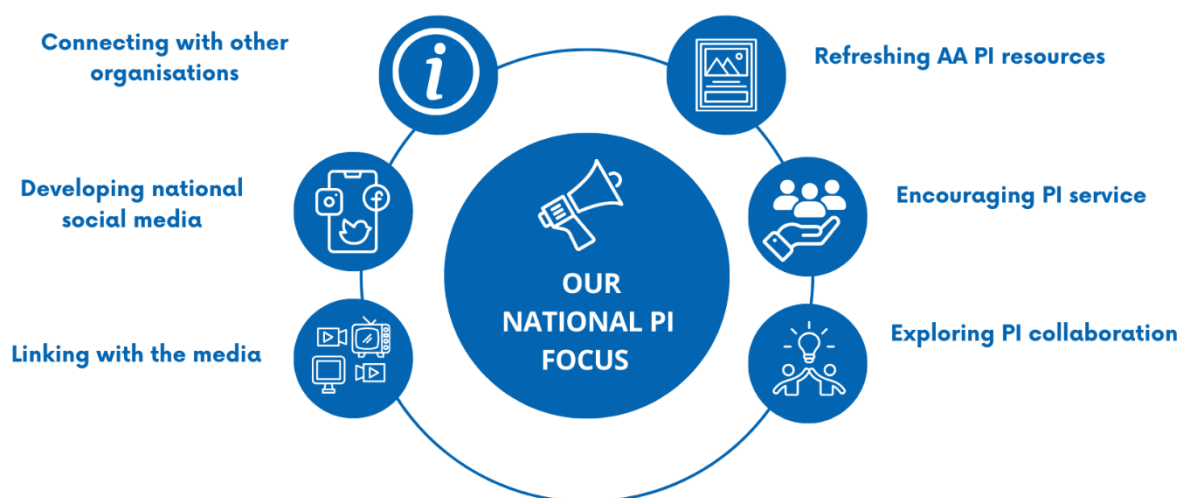 Connecting with other
organisations
Refreshing AA PI resources
Developing national
social media
Encouraging PI service
OUR
NATIONAL PI
FOCUS
Linking with the media
Exploring PI collaboration